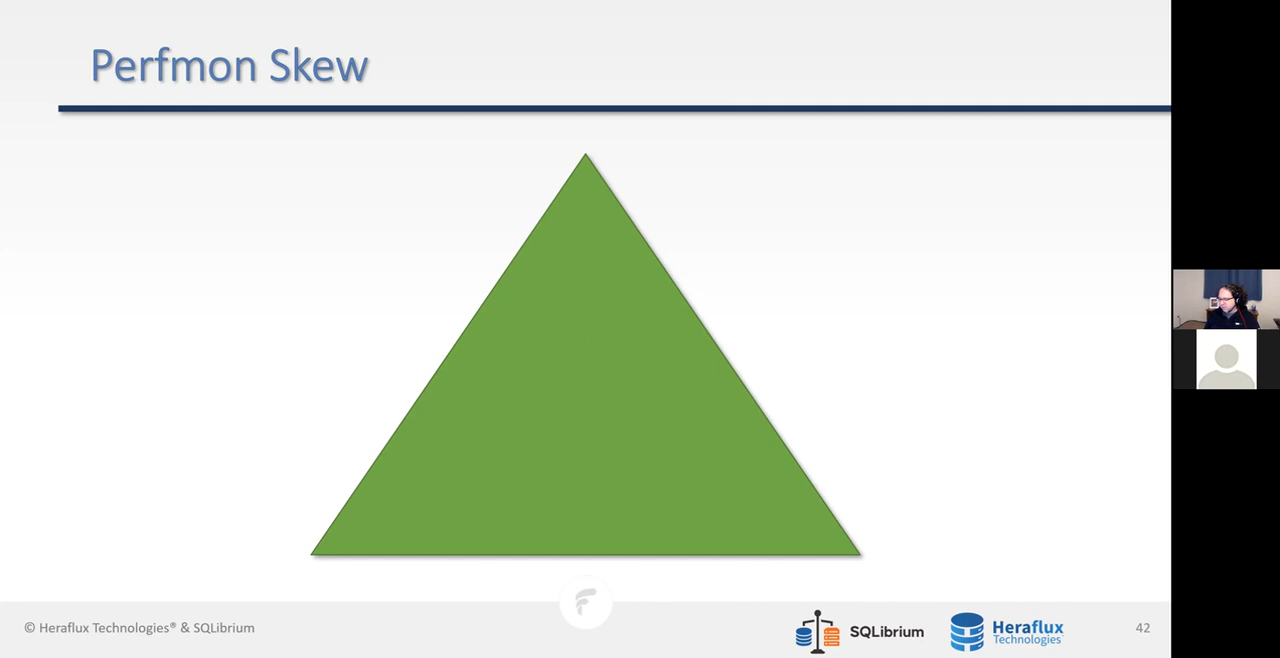 Perfmon Skew
© Heraflux Technologies® & SQLibrium
SQLibrium
Heraflux
Technologies
42